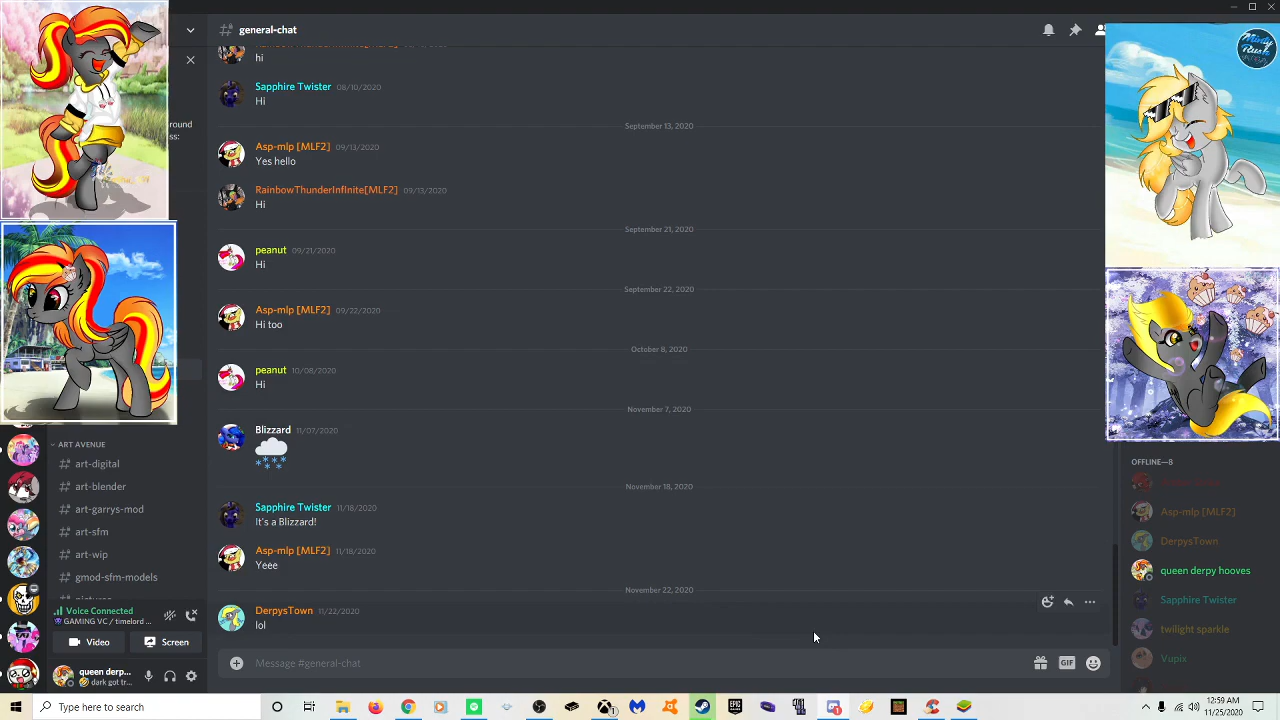 general-chat
hi
Sapphire Twister 08/10/2020
Hi
September 13, 2020
Asp-mlp [MLF2] 09/13/2020
Yes hello
RainbowThunderInfInite[MLF2] 09/13/2020
Hi
September 21, 2020
peanut 09/21/2020
Hi
September 22, 2020
Asp-mlp [MLF2] 09/22/2020
Hi too
October 8, 2020
peanut 10/08/2020
Hi
November 7, 2020
Blizzard 11/07/2020
November 18, 2020
Sapphire Twister 11/18/2020
It's a Blizzard!
Asp-mlp [MLF2] 11/18/2020
Yeee
November 22, 2020
DerpysTown 11/22/2020
lol
Message #general-chat
GIF
round
ss:
ART AVENUE
art-digital
art-blender
art-garrys-mod
art-sfm
art-wip
gmod-sfm-models
Voice Connected
GAMING VC / timelord ...
Video
Screen
queen derp...
dark got tr...
OFFLINE—8
Asp-mlp [MLF2]
DerpysTown
queen derpy hooves
Sapphire Twister
twilight sparkle
Vupix
Type here to search
12:59 AM
11/25/2020